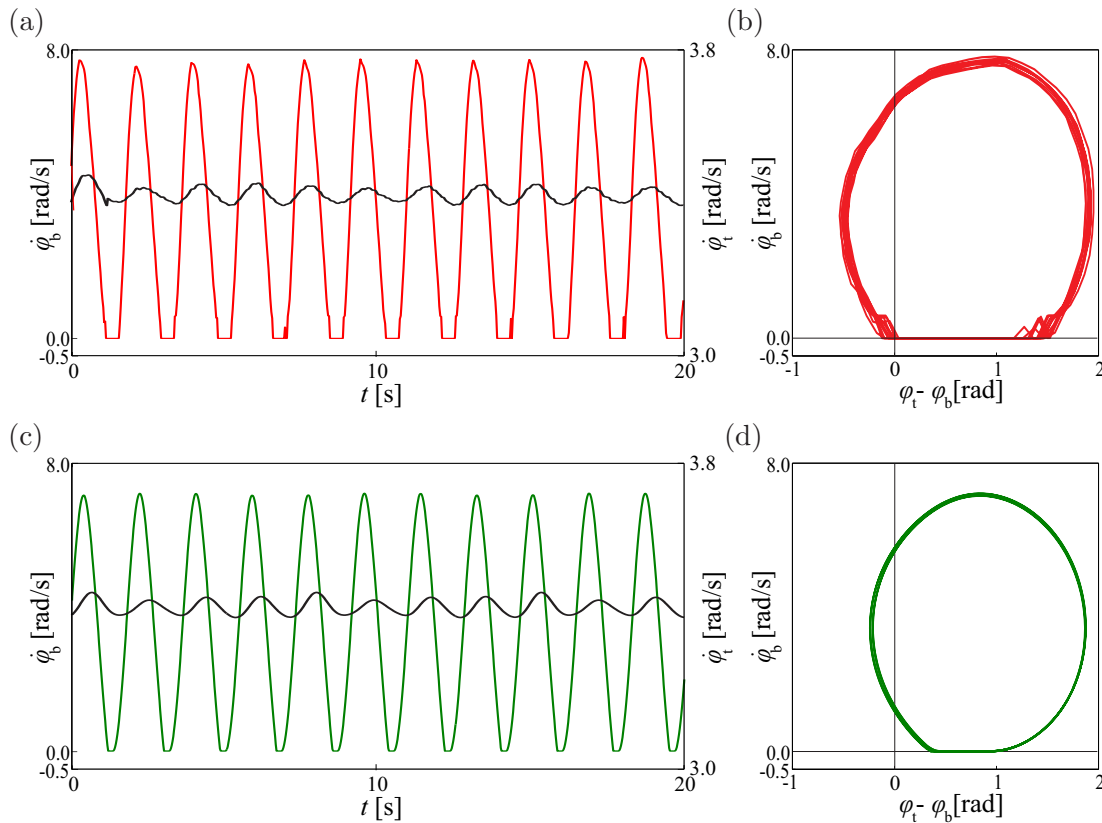 (a)
8.0
0.0
-0.5
φ̇b [rad/s]
3.8
3.0
φ̇t [rad/s]
0
10
20
t [s]
(b)
8.0
0.0
-0.5
φ̇b [rad/s]
-1
0
1
2
φt- φb[rad]
(c)
8.0
0.0
-0.5
φ̇b [rad/s]
3.8
3.0
φ̇t [rad/s]
0
10
20
t [s]
(d)
8.0
0.0
-0.5
φ̇b [rad/s]
-1
0
1
2
φt- φb[rad]